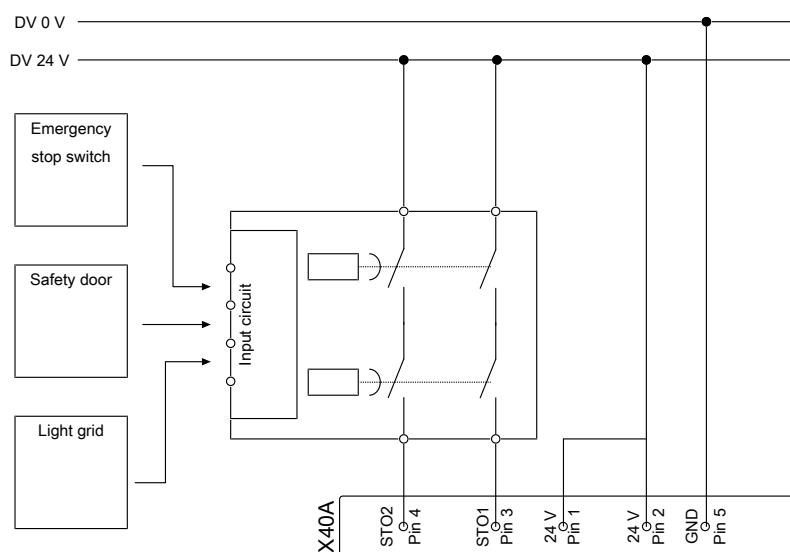 DV 0 V
DV 24 V
Emergency
stop switch
Safety door
Light grid
Input circuit
X40A
STO2
Pin 4
STO1
Pin 3
24 V
Pin 1
24 V
Pin 2
GND
Pin 5